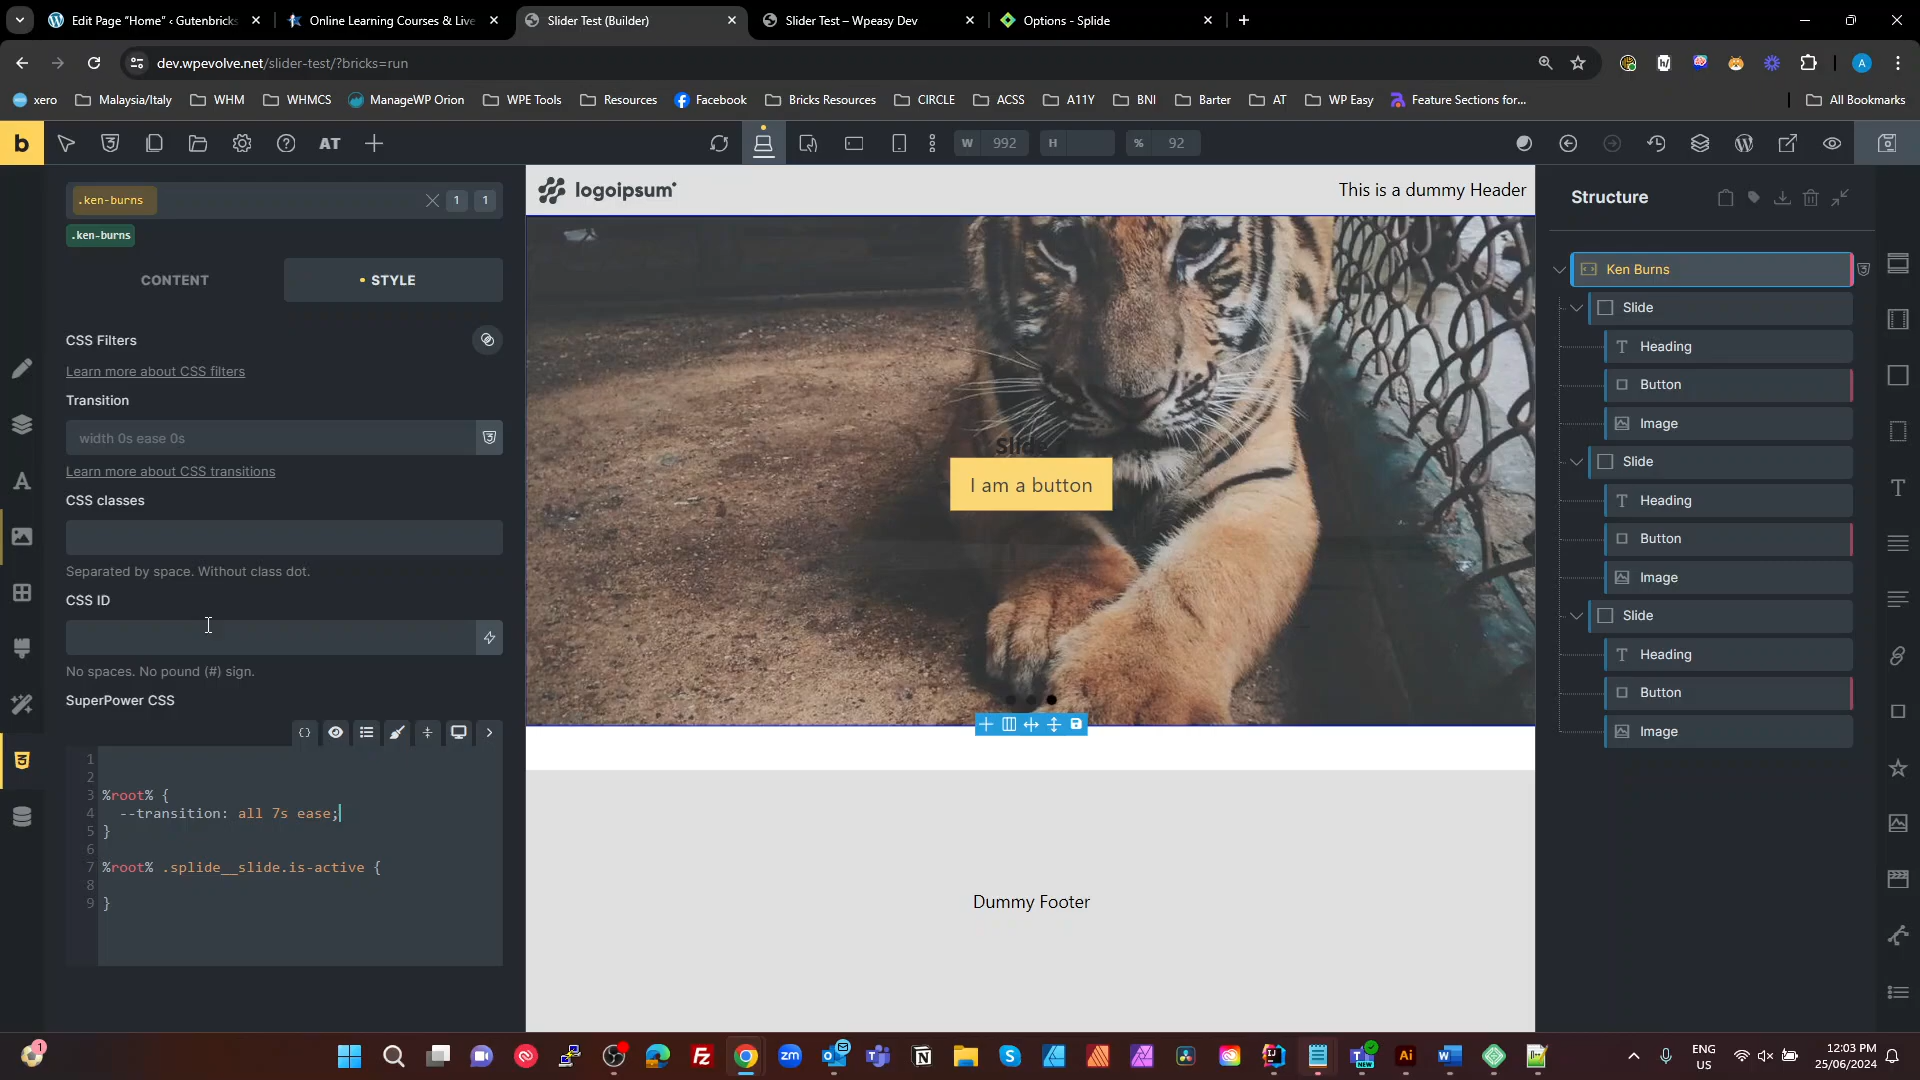 Edit Page “Home” ‹ Gutenbricks
Online Learning Courses & Live
Slider Test (Builder)
Slider Test – Wpeasy Dev
Options - Splide
dev.wpevolve.net/slider-test/?bricks=run
A
xero
Malaysia/Italy
WHM
WHMCS
ManageWP Orion
WPE Tools
Resources
Facebook
Bricks Resources
CIRCLE
ACSS
A11Y
BNI
Barter
AT
WP Easy
Feature Sections for...
All Bookmarks
b
AT
W 992
H
% 92
.ken-burns
1
1
.ken-burns
CONTENT
STYLE
CSS Filters
Learn more about CSS filters
Transition
width 0s ease 0s
Learn more about CSS transitions
CSS classes
Separated by space. Without class dot.
CSS ID
No spaces. No pound (#) sign.
SuperPower CSS
1
2
3 %root% {
4 --transition: all 7s ease;
5 }
6
7 %root% .splide__slide.is-active {
8
9 }
logoipsum
This is a dummy Header
I am a button
Dummy Footer
Structure
Ken Burns
Slide
Heading
Button
Image
Slide
Heading
Button
Image
Slide
Heading
Button
Image
1
ENG
US
12:03 PM
25/06/2024